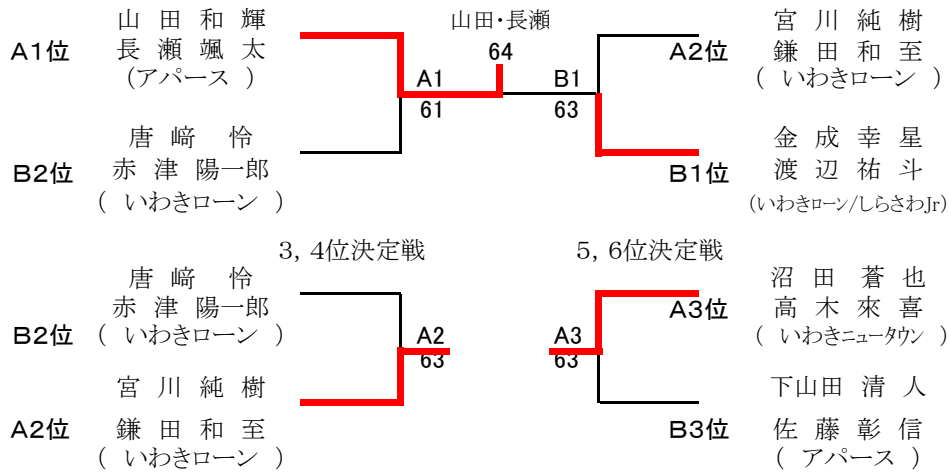 山田・長瀬
64
A1位
山 田 和 輝
長 瀬 颯 太
(アパース )
A1
61
B2位
唐 﨑 怜
赤 津 陽一郎
( いわきローン )
A2位
宮 川 純 樹
鎌 田 和 至
( いわきローン )
B1
63
B1位
金 成 幸 星
渡 辺 祐 斗
(いわきローン/しらさわJr)
3, 4位決定戦
B2位
唐 﨑 怜
赤 津 陽一郎
( いわきローン )
A2
63
A2位
宮 川 純 樹
鎌 田 和 至
( いわきローン )
5, 6位決定戦
A3位
沼 田 蒼 也
高 木 來 喜
( いわきニュータウン )
A3
63
B3位
下山田 清 人
佐 藤 彰 信
( アパース )